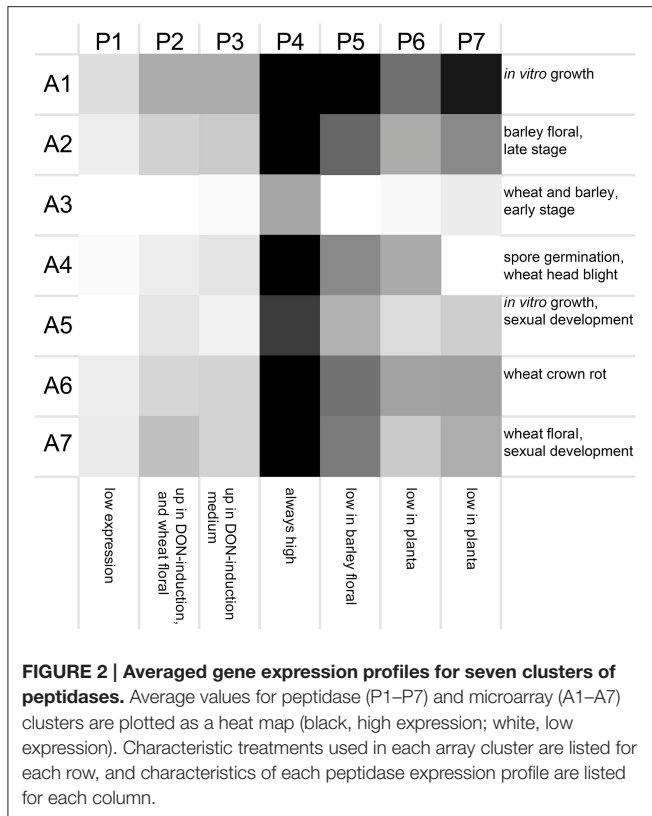 P1 P2 P3 P4 P5 P6 P7
A1
in vitro growth
A2
barley floral,
late stage
A3
wheat and barley,
early stage
A4
spore germination,
wheat head blight
A5
in vitro growth,
sexual development
A6
wheat crown rot
A7
wheat floral,
sexual development
low expression
up in DON-induction,
and wheat floral
up in DON-induction
medium
always high
low in barley floral
low in planta
low in planta
FIGURE 2 | Averaged gene expression profiles for seven clusters of
peptidases. Average values for peptidase (P1–P7) and microarray (A1–A7)
clusters are plotted as a heat map (black, high expression; white, low
expression). Characteristic treatments used in each array cluster are listed for
each row, and characteristics of each peptidase expression profile are listed
for each column.